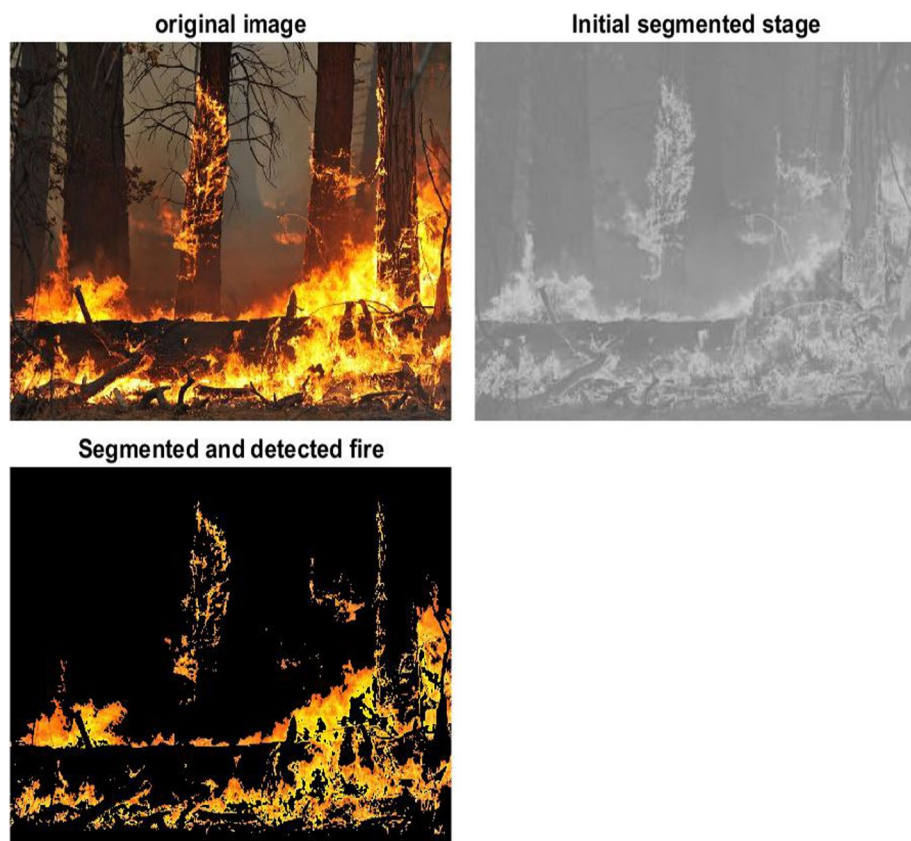 original image
Initial segmented stage
Segmented and detected fire